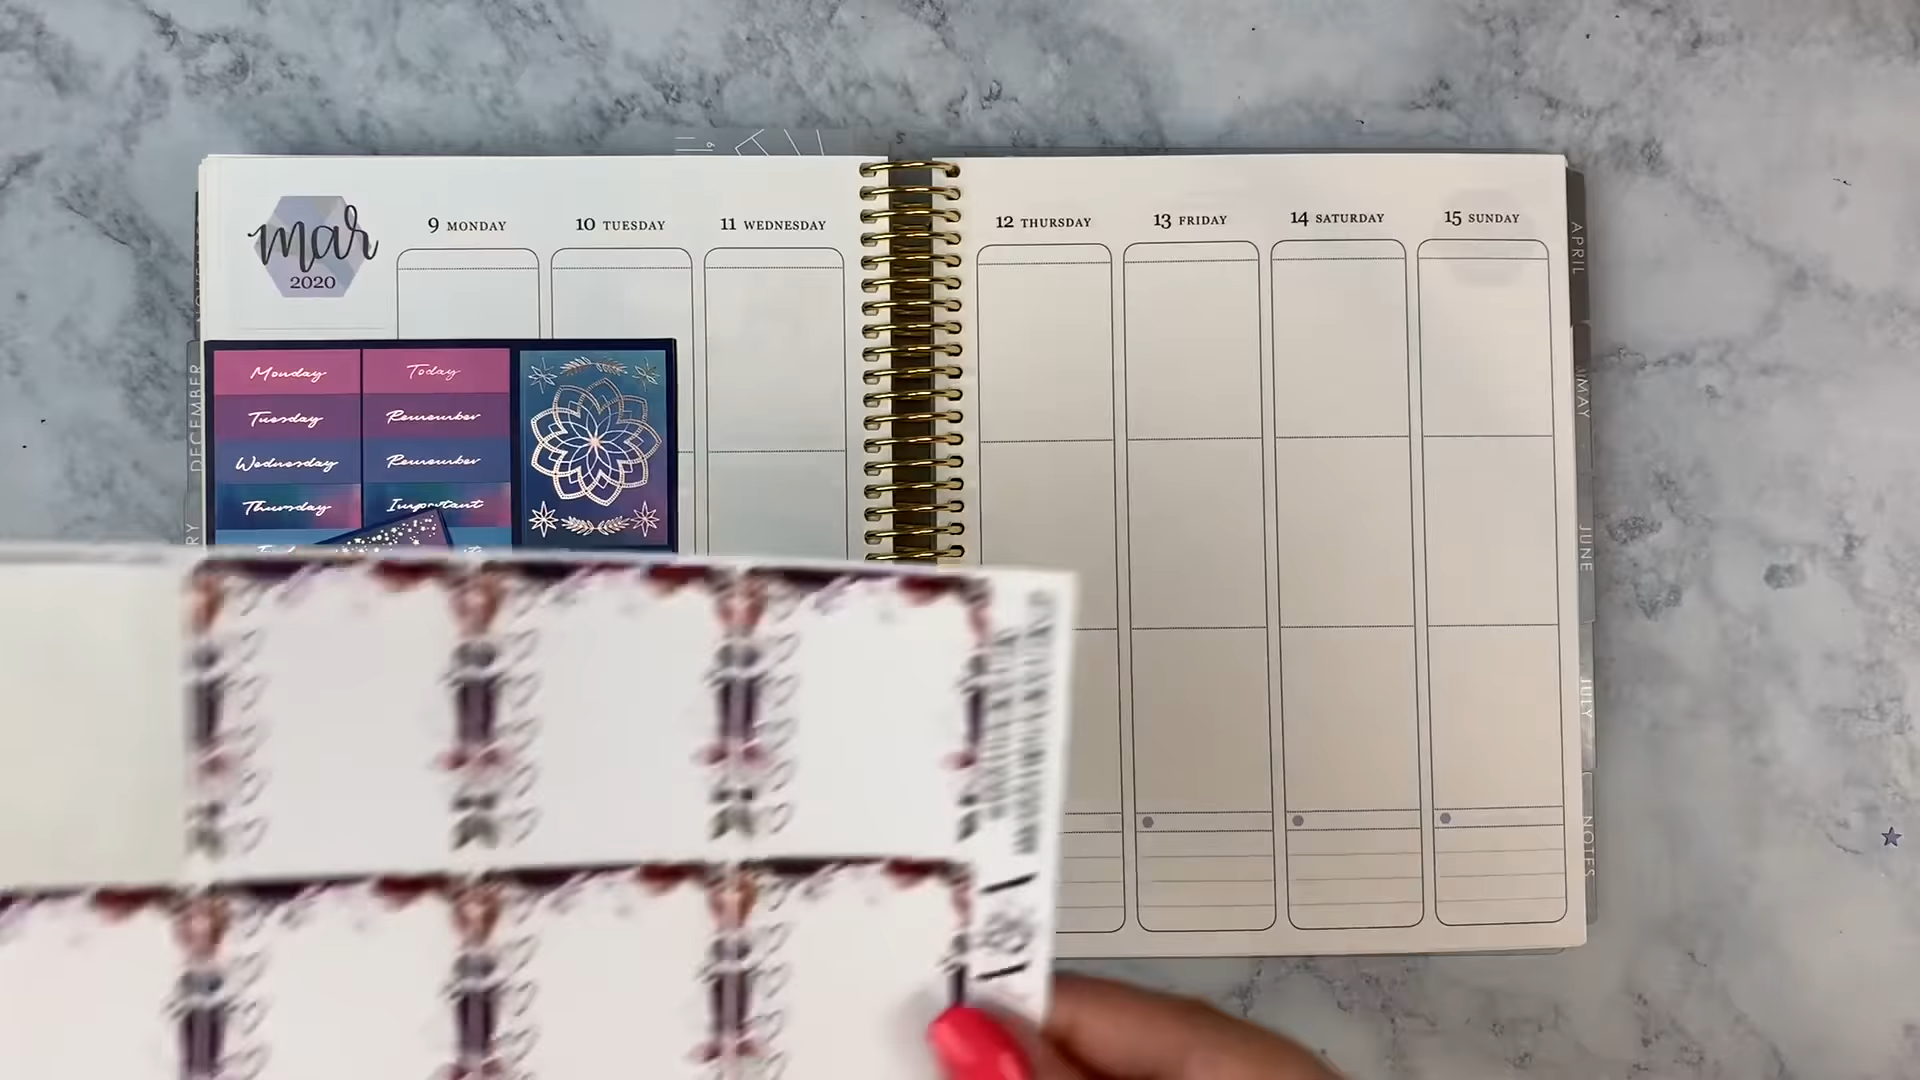 mar
2020
9 MONDAY
10 TUESDAY
11 WEDNESDAY
12 THURSDAY
13 FRIDAY
14 SATURDAY
15 SUNDAY
Monday
Today
Tuesday
Remember
Wednesday
Remember
Thursday
Important
DECEMBER
APRIL
MAY
JUNE
JULY
NOTES